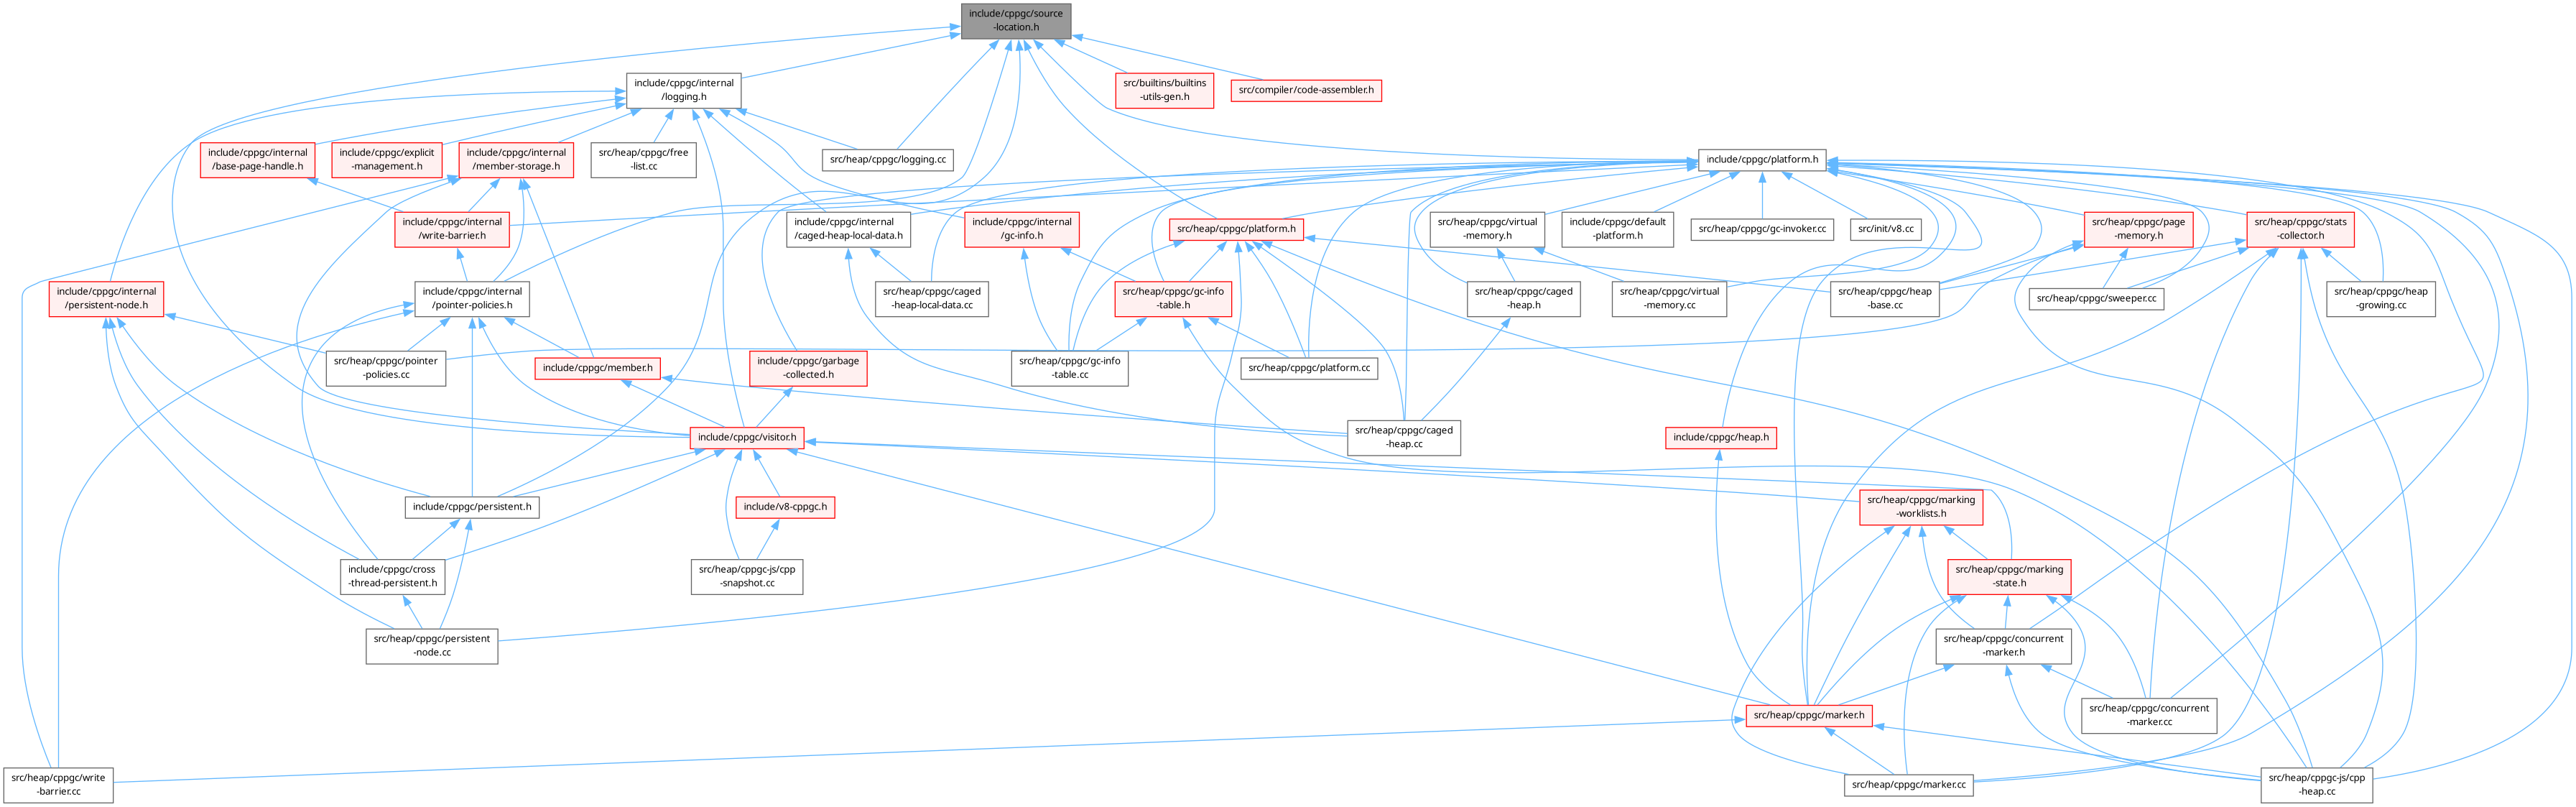 include/cppgc/source
-location.h
include/cppgc/internal
/logging.h
src/builtins/builtins
-utils-gen.h
src/compiler/code-assembler.h
include/cppgc/internal
/base-page-handle.h
include/cppgc/explicit
-management.h
include/cppgc/internal
/member-storage.h
src/heap/cppgc/free
-list.cc
src/heap/cppgc/logging.cc
include/cppgc/platform.h
include/cppgc/internal
/write-barrier.h
include/cppgc/internal
/caged-heap-local-data.h
include/cppgc/internal
/gc-info.h
src/heap/cppgc/platform.h
src/heap/cppgc/virtual
-memory.h
include/cppgc/default
-platform.h
src/heap/cppgc/gc-invoker.cc
src/init/v8.cc
src/heap/cppgc/page
-memory.h
src/heap/cppgc/stats
-collector.h
include/cppgc/internal
/persistent-node.h
include/cppgc/internal
/pointer-policies.h
src/heap/cppgc/caged
-heap-local-data.cc
src/heap/cppgc/gc-info
-table.h
src/heap/cppgc/caged
-heap.h
src/heap/cppgc/virtual
-memory.cc
src/heap/cppgc/heap
-base.cc
src/heap/cppgc/sweeper.cc
src/heap/cppgc/heap
-growing.cc
src/heap/cppgc/pointer
-policies.cc
include/cppgc/member.h
include/cppgc/garbage
-collected.h
src/heap/cppgc/gc-info
-table.cc
src/heap/cppgc/platform.cc
include/cppgc/visitor.h
src/heap/cppgc/caged
-heap.cc
include/cppgc/heap.h
include/cppgc/persistent.h
include/v8-cppgc.h
src/heap/cppgc/marking
-worklists.h
include/cppgc/cross
-thread-persistent.h
src/heap/cppgc-js/cpp
-snapshot.cc
src/heap/cppgc/marking
-state.h
src/heap/cppgc/persistent
-node.cc
src/heap/cppgc/concurrent
-marker.h
src/heap/cppgc/marker.h
src/heap/cppgc/concurrent
-marker.cc
src/heap/cppgc/write
-barrier.cc
src/heap/cppgc/marker.cc
src/heap/cppgc-js/cpp
-heap.cc